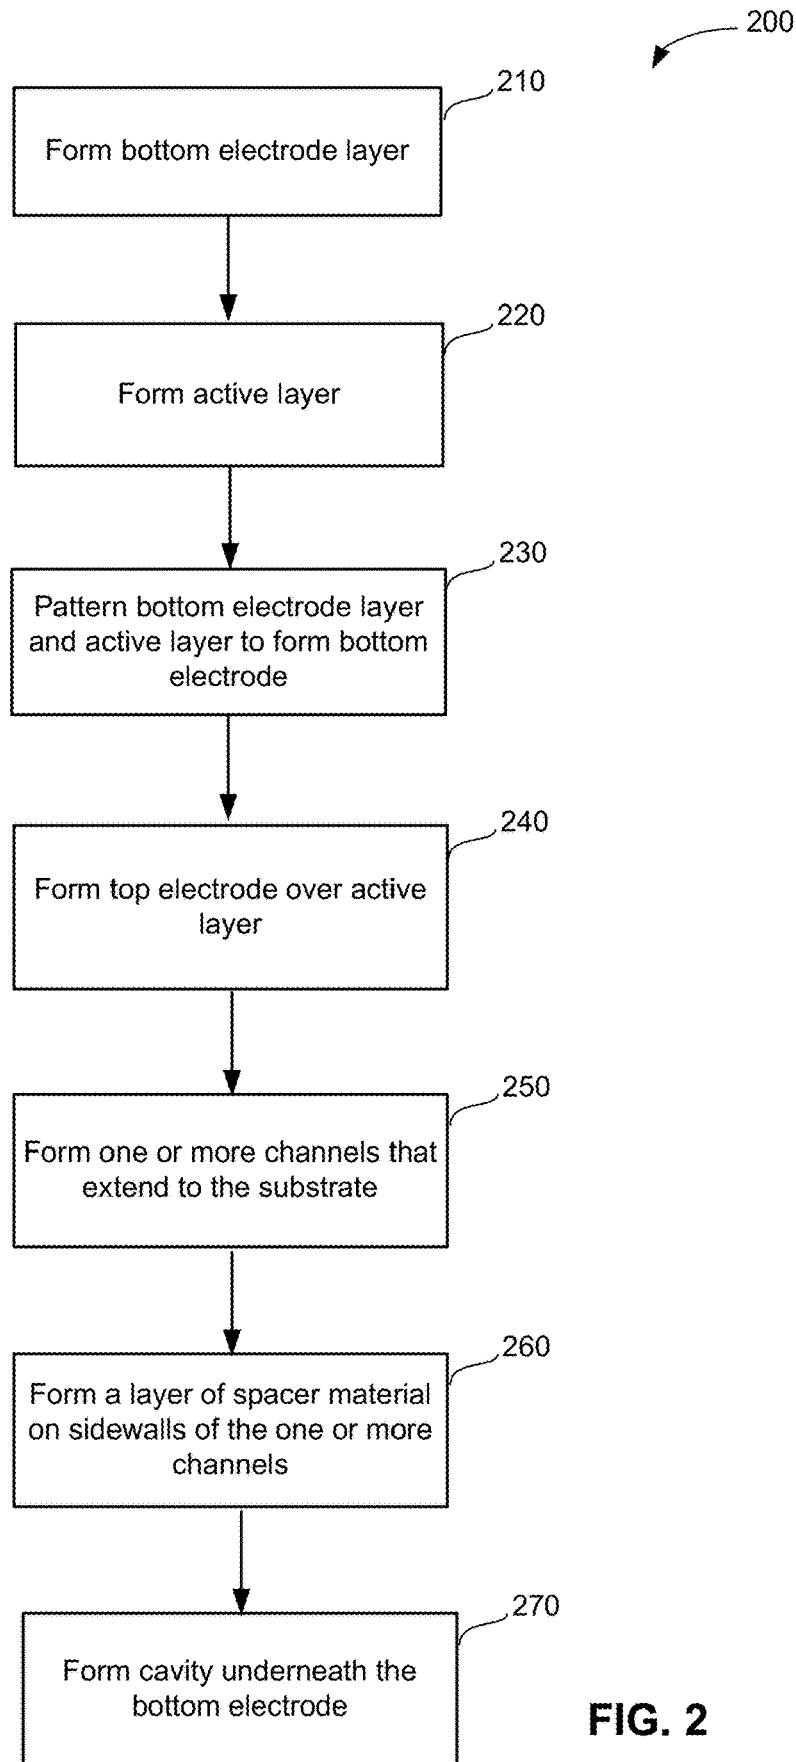 200
210
Form bottom electrode layer
220
Form active layer
230
Pattern bottom electrode layer
and active layer to form bottom
electrode
240
Form top electrode over active
layer
250
Form one or more channels that
extend to the substrate
260
Form a layer of spacer material
on sidewalls of the one or more
channels
270
Form cavity underneath the
bottom electrode
FIG. 2